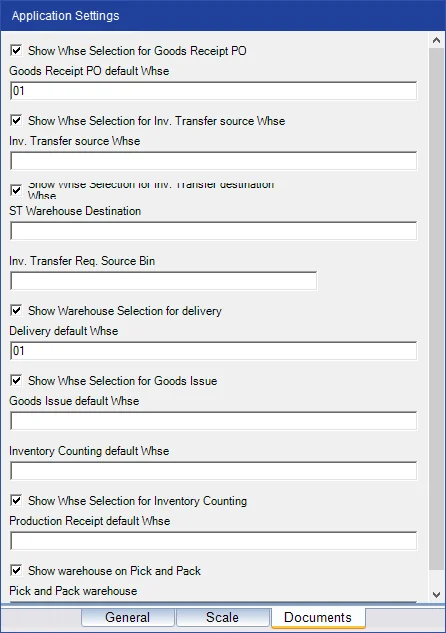 Application Settings
Show Whse Selection for Goods Receipt PO
Goods Receipt PO default Whse
01
Show Whse Selection for Inv. Transfer source Whse
Inv. Transfer source Whse
Show Whse Selection for Inv. Transfer destination
Whse
ST Warehouse Destination
Inv. Transfer Req. Source Bin
Show Warehouse Selection for delivery
Delivery default Whse
01
Show Whse Selection for Goods Issue
Goods Issue default Whse
Inventory Counting default Whse
Show Whse Selection for Inventory Counting
Production Receipt default Whse
Show warehouse on Pick and Pack
Pick and Pack warehouse
General Scale Documents